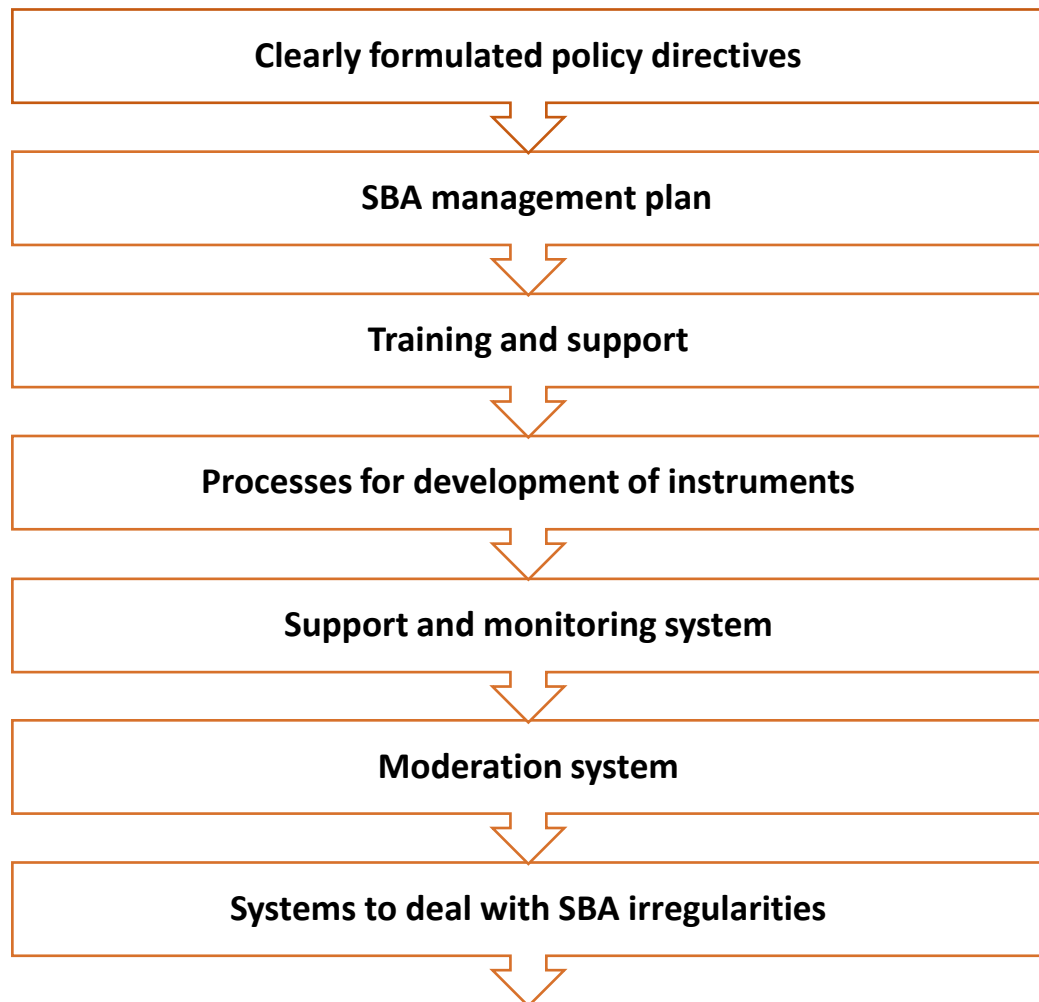 Clearly formulated policy directives
SBA management plan
Training and support
Processes for development of instruments
Support and monitoring system
Moderation system
Systems to deal with SBA irregularities